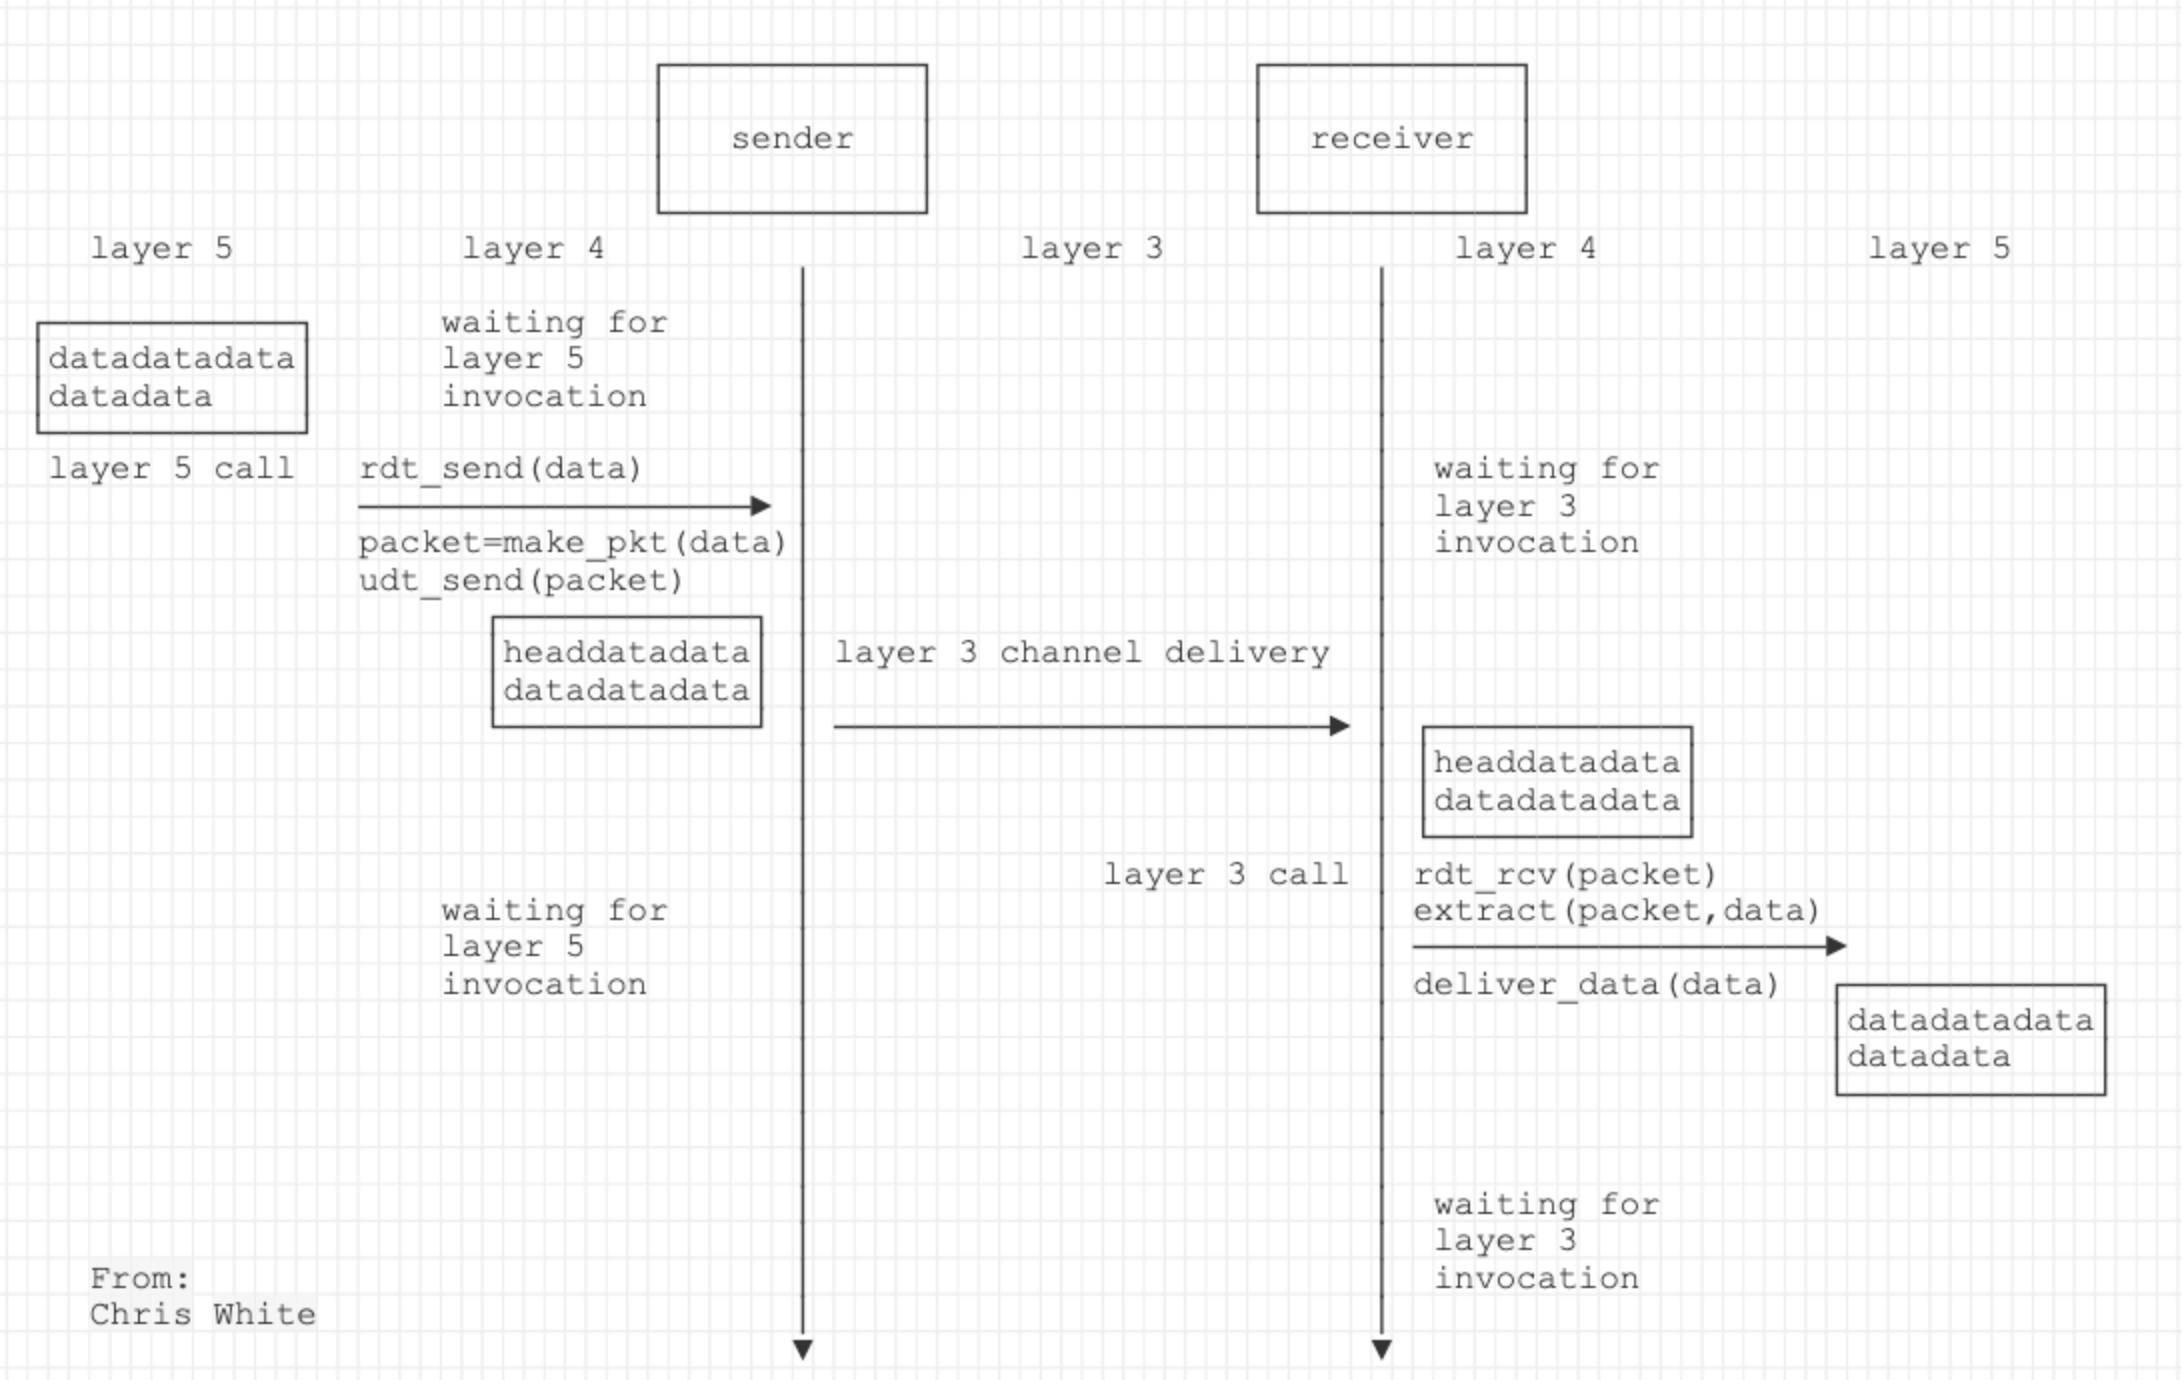 sender
receiver
layer 5
layer 4
layer 3
layer 4
layer 5
waiting for
layer 5
invocation
datadatadata
datadata
layer 5 call
rdt_send(data)
packet=make_pkt(data)
udt_send(packet)
waiting for
layer 3
invocation
headdatadata
datadatadata
layer 3 channel delivery
headdatadata
datadatadata
layer 3 call
rdt_rcv(packet)
extract(packet,data)
deliver_data(data)
waiting for
layer 5
invocation
datadatadata
datadata
waiting for
layer 3
invocation
From:
Chris White